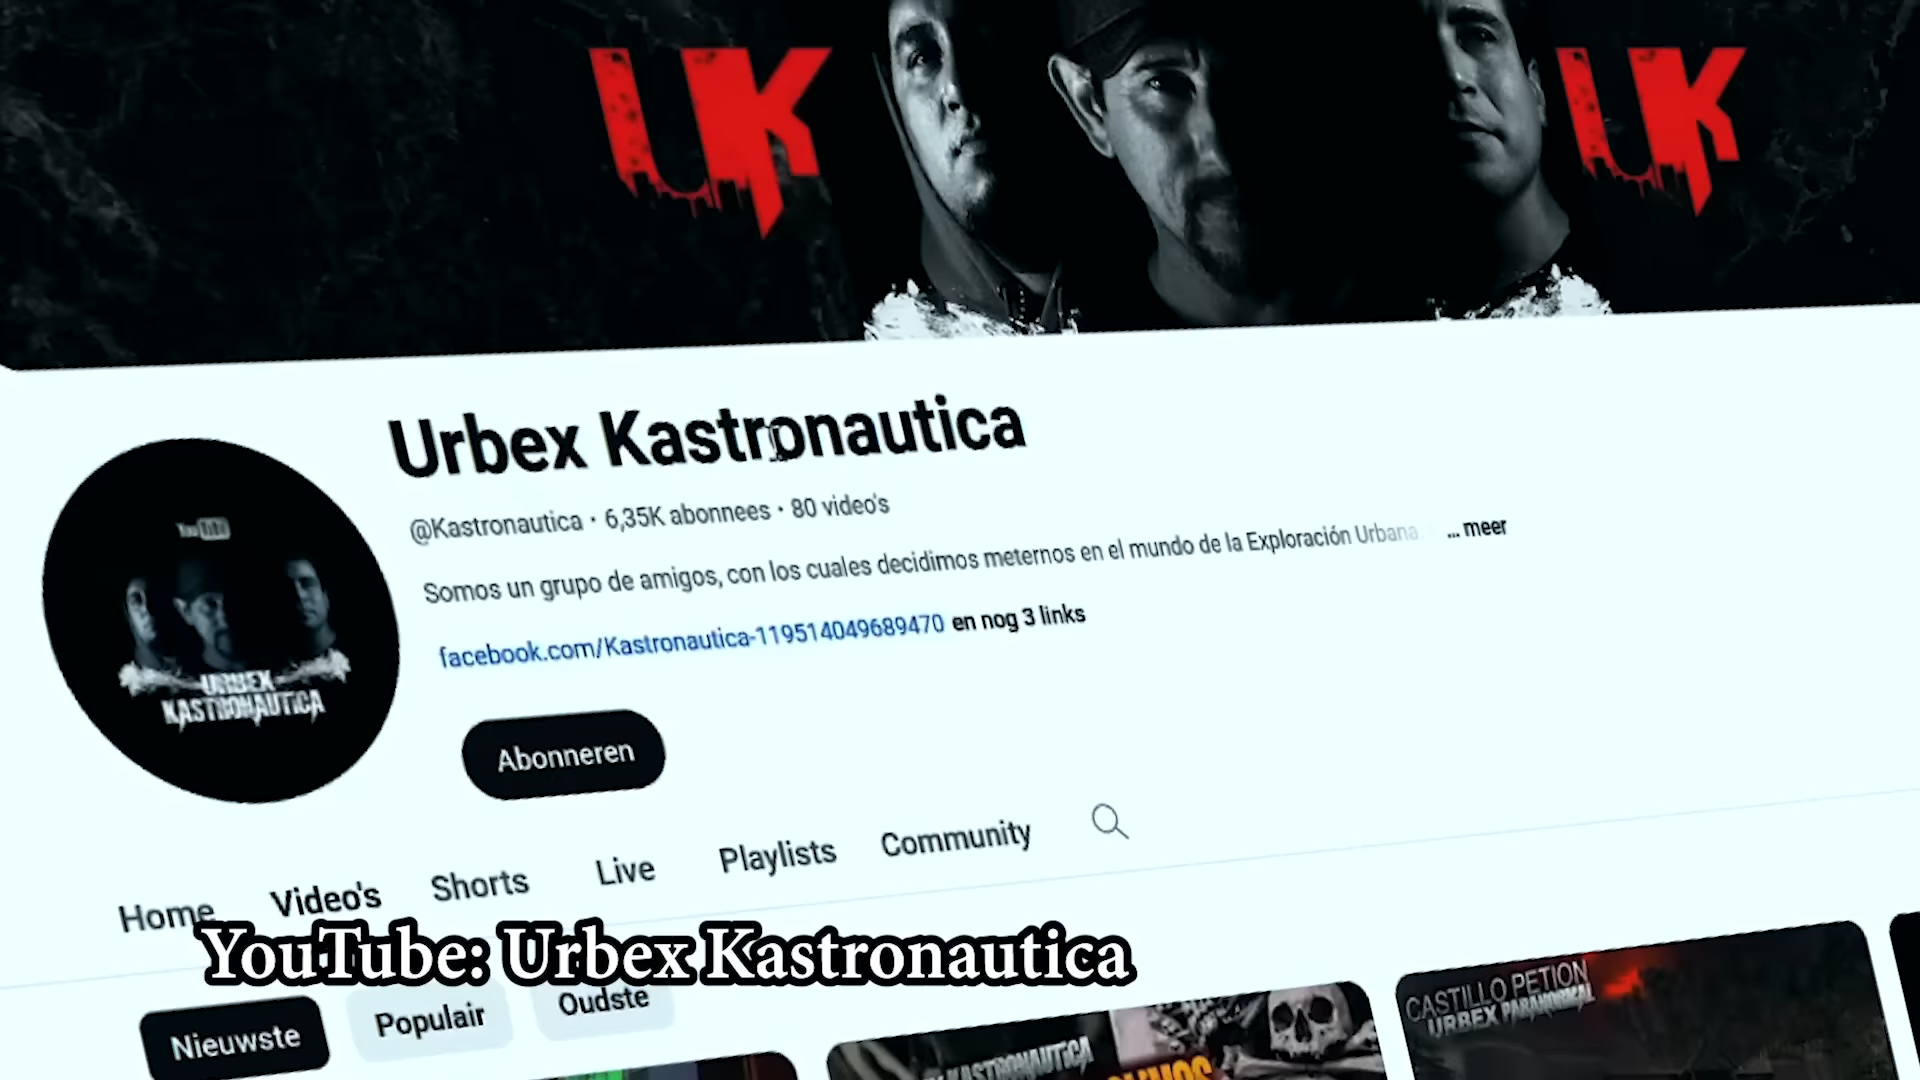 UK
UK
Urbex Kastronautica
@Kastronautica · 6,35K abonnees · 80 video's
Somos un grupo de amigos, con los cuales decidimos meternos en el mundo de la Exploración Urbana ... meer
facebook.com/Kastronautica-119514049689470 en nog 3 links
YouTube
URBEX
KASTRONAUTICA
Abonneren
Home Video's Shorts Live Playlists Community
YouTube: Urbex Kastronautica
Nieuwste Populair Oudste
KASTRONAUTICA
CASTILLO PETION
URBEX PARANORMAL